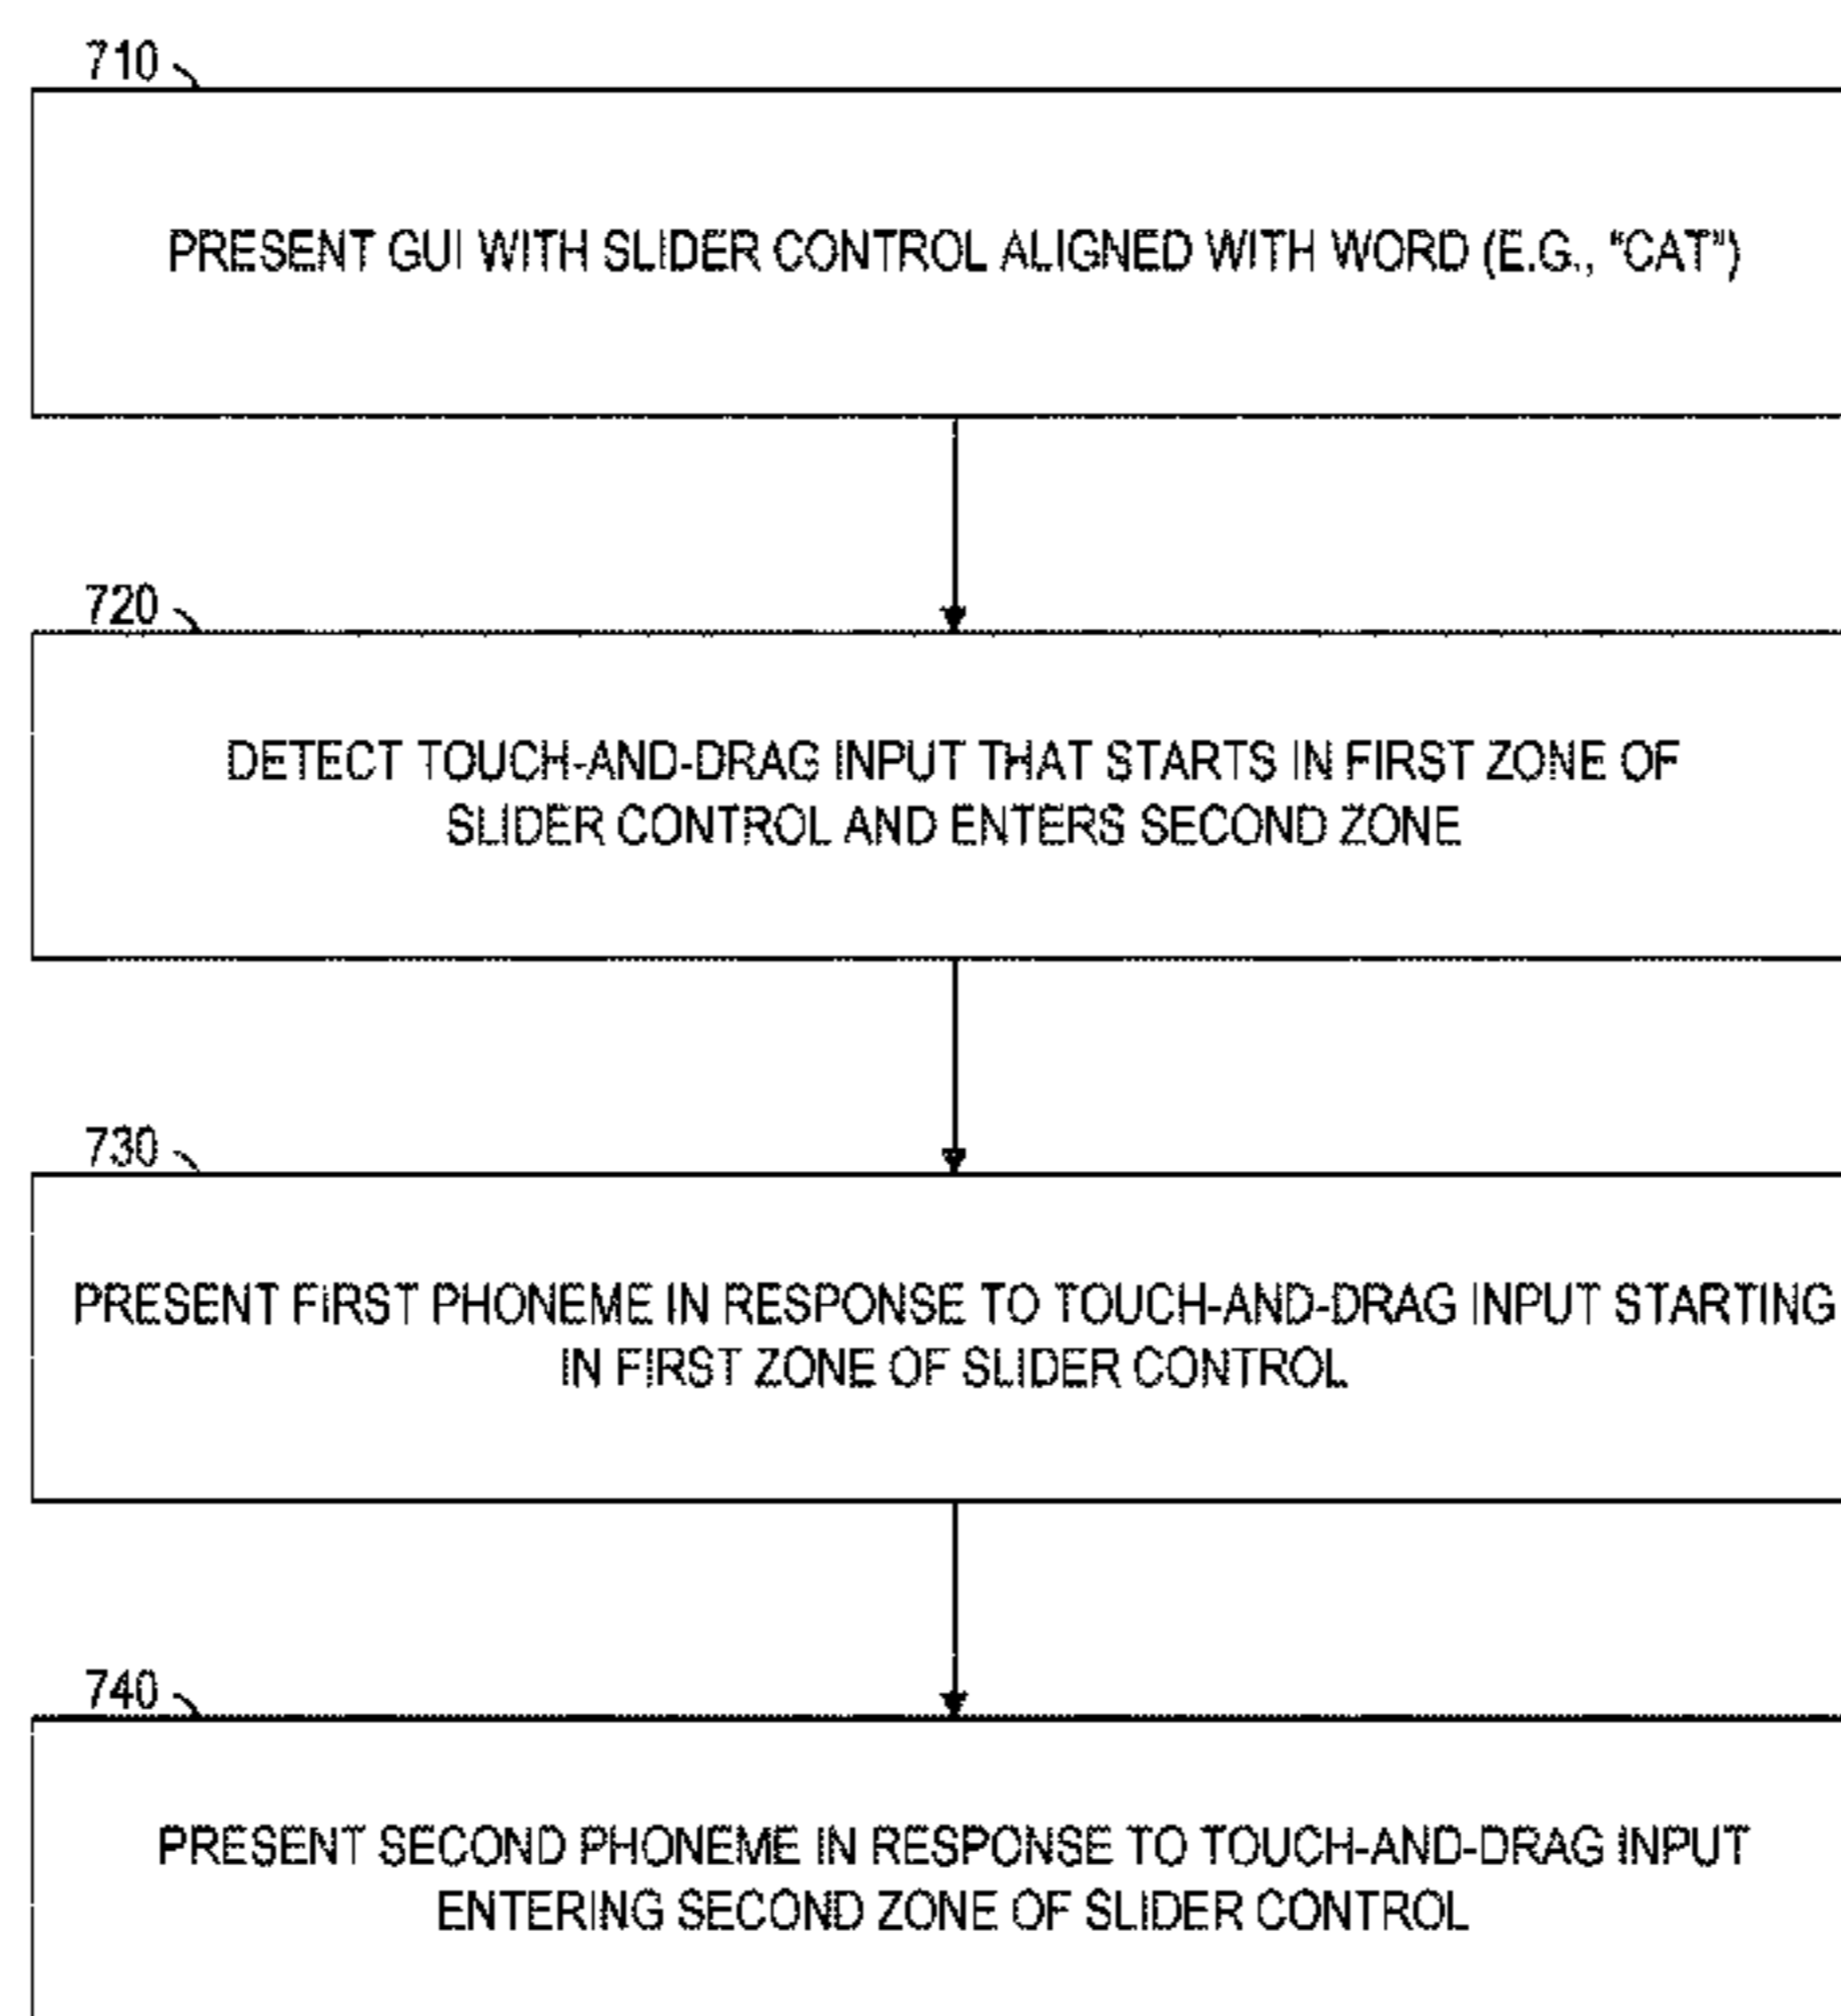 710
PRESENT GUI WITH SLIDER CONTROL ALIGNED WITH WORD (E.G., "CAT")
720
DETECT TOUCH-AND-DRAG INPUT THAT STARTS IN FIRST ZONE OF
SLIDER CONTROL AND ENTERS SECOND ZONE
730
PRESENT FIRST PHONEME IN RESPONSE TO TOUCH-AND-DRAG INPUT STARTING
IN FIRST ZONE OF SLIDER CONTROL
740
PRESENT SECOND PHONEME IN RESPONSE TO TOUCH-AND-DRAG INPUT
ENTERING SECOND ZONE OF SLIDER CONTROL